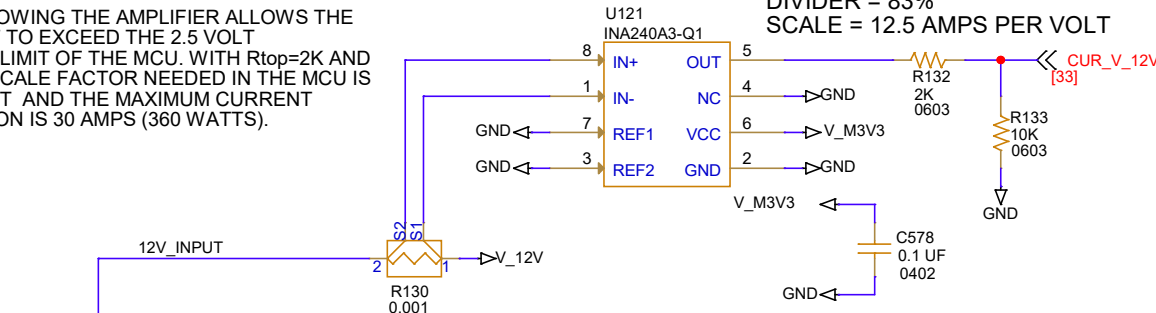 OWING THE AMPLIFIER ALLOWS THE
TO EXCEED THE 2.5 VOLT
LIMIT OF THE MCU. WITH Rtop=2K AND
CALE FACTOR NEEDED IN THE MCU IS
T AND THE MAXIMUM CURRENT
ON IS 30 AMPS (360 WATTS).
DIVIDER = 83%
SCALE = 12.5 AMPS PER VOLT
U121
INA240A3-Q1
8 IN+ OUT 5
1 IN- NC 4 GND
GND 7 REF1 VCC 6 V_M3V3
GND 3 REF2 GND 2 GND
R132
2K
0603
CUR_V_12V
[33]
R133
10K
0603
GND
V_M3V3
C578
0.1 UF
0402
GND
12V_INPUT
S2 S1
2 1 V_12V
R130
0.001